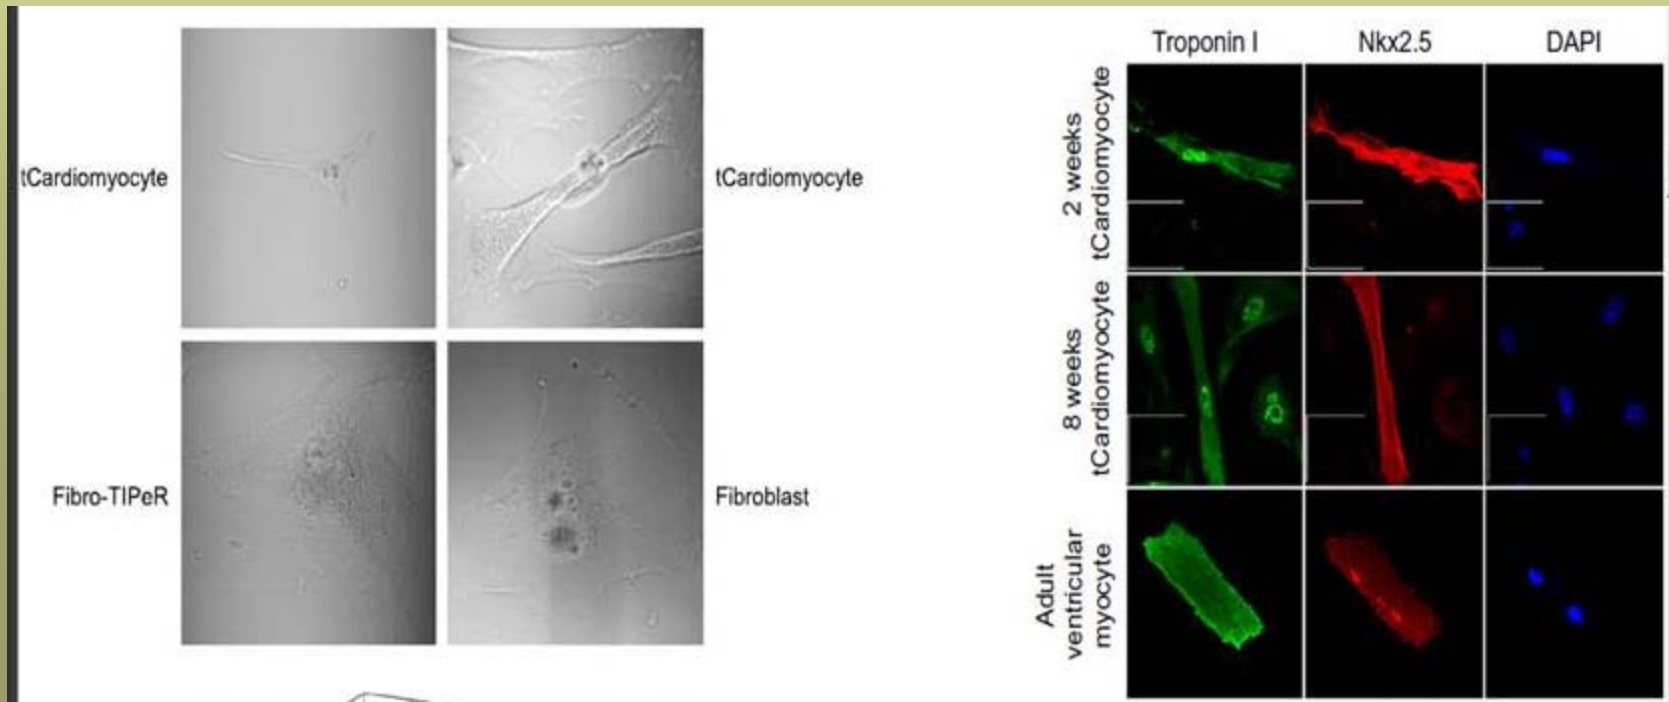 tCardiomyocyte
tCardiomyocyte
Fibro-TIPeR
Fibroblast
Troponin I
Nkx2.5
DAPI
2 weeks
tCardiomyocyte
8 weeks
tCardiomyocyte
Adult
ventricular
myocyte